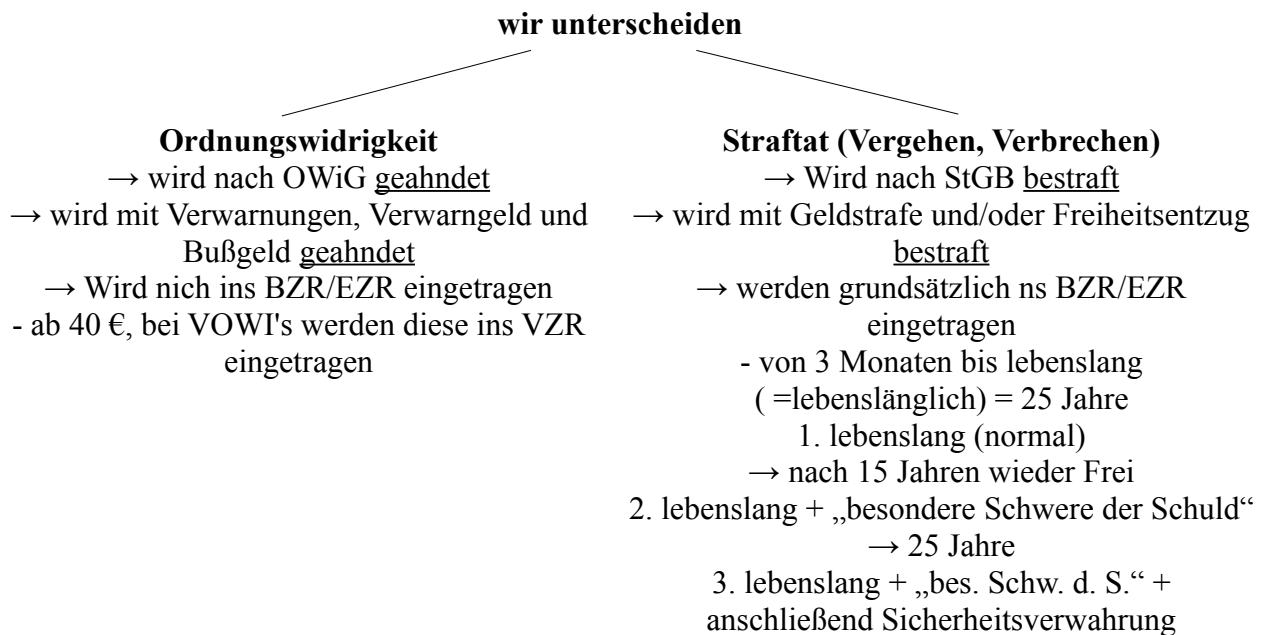 wir unterscheiden
Ordnungswidrigkeit
→ wird nach OWiG geahndet
→ wird mit Verwarnungen, Verwarngeld und
Bußgeld geahndet
→ Wird nich ins BZR/EZR eingetragen
- ab 40 €, bei VOWI's werden diese ins VZR
eingetragen
Straftat (Vergehen, Verbrechen)
→ Wird nach StGB bestraft
→ wird mit Geldstrafe und/oder Freiheitsentzug
bestraft
→ werden grundsätzlich ns BZR/EZR
eingetragen
- von 3 Monaten bis lebenslang
( =lebenslänglich) = 25 Jahre
1. lebenslang (normal)
→ nach 15 Jahren wieder Frei
2. lebenslang + „besondere Schwere der Schuld“
→ 25 Jahre
3. lebenslang + „bes. Schw. d. S.“ +
anschließend Sicherheitsverwahrung